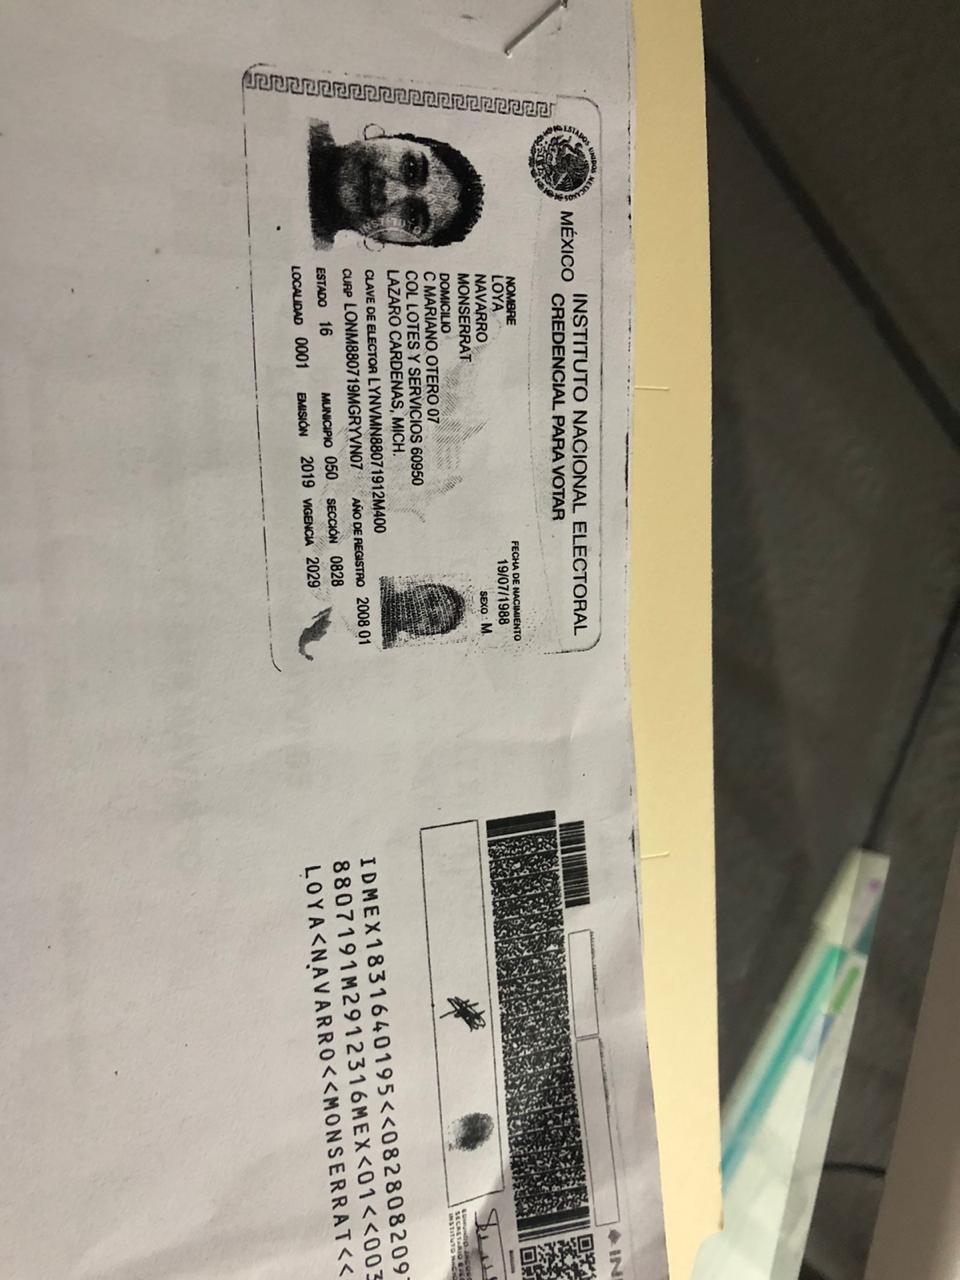 MÉXICO INSTITUTO NACIONAL ELECTORAL
CREDENCIAL PARA VOTAR
ESTADOS UNIDOS MEXICANOS
NOMBRE
LOYA
NAVARRO
MONSERRAT
FECHA DE NACIMIENTO
19/07/1988
SEXO M
DOMICILIO
C MARIANO OTERO 07
COL LOTES Y SERVICIOS 60950
LAZARO CARDENAS, MICH.
CLAVE DE ELECTOR LYNVMN88071912M400
CURP LONM880719MGRYVN07 AÑO DE REGISTRO 2008 01
ESTADO 16 MUNICIPIO 050 SECCIÓN 0828
LOCALIDAD 0001 EMISIÓN 2019 VIGENCIA 2029
IDMEX1831640195<<082808209
8807191M2912316MEX<01<<003
LOYA<NAVARRO<<MONSERRAT<<